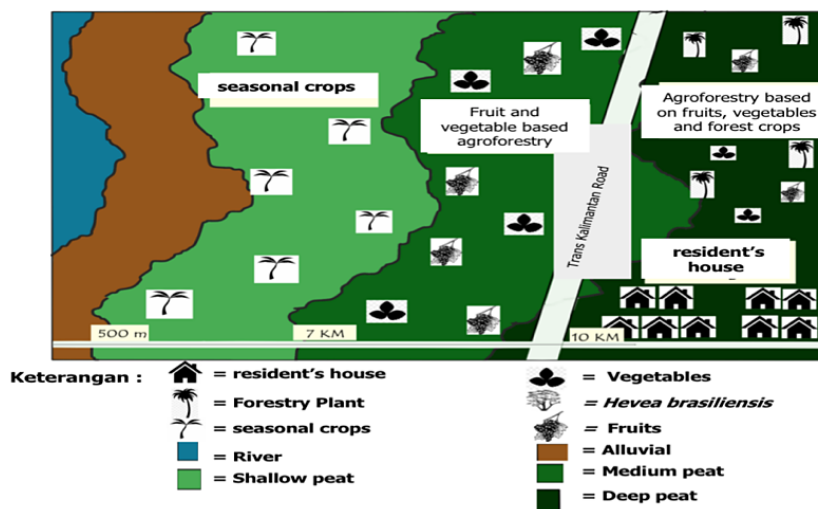 seasonal crops
Fruit and
vegetable based
agroforestry
Agroforestry based
on fruits, vegetables
and forest crops
Trans Kalimantan Road
resident's
house
500 m
7 KM
10 KM
Keterangan :
= resident's house
= Forestry Plant
= seasonal crops
= River
= Shallow peat
= Vegetables
= Hevea brasiliensis
= Fruits
= Alluvial
= Medium peat
= Deep peat